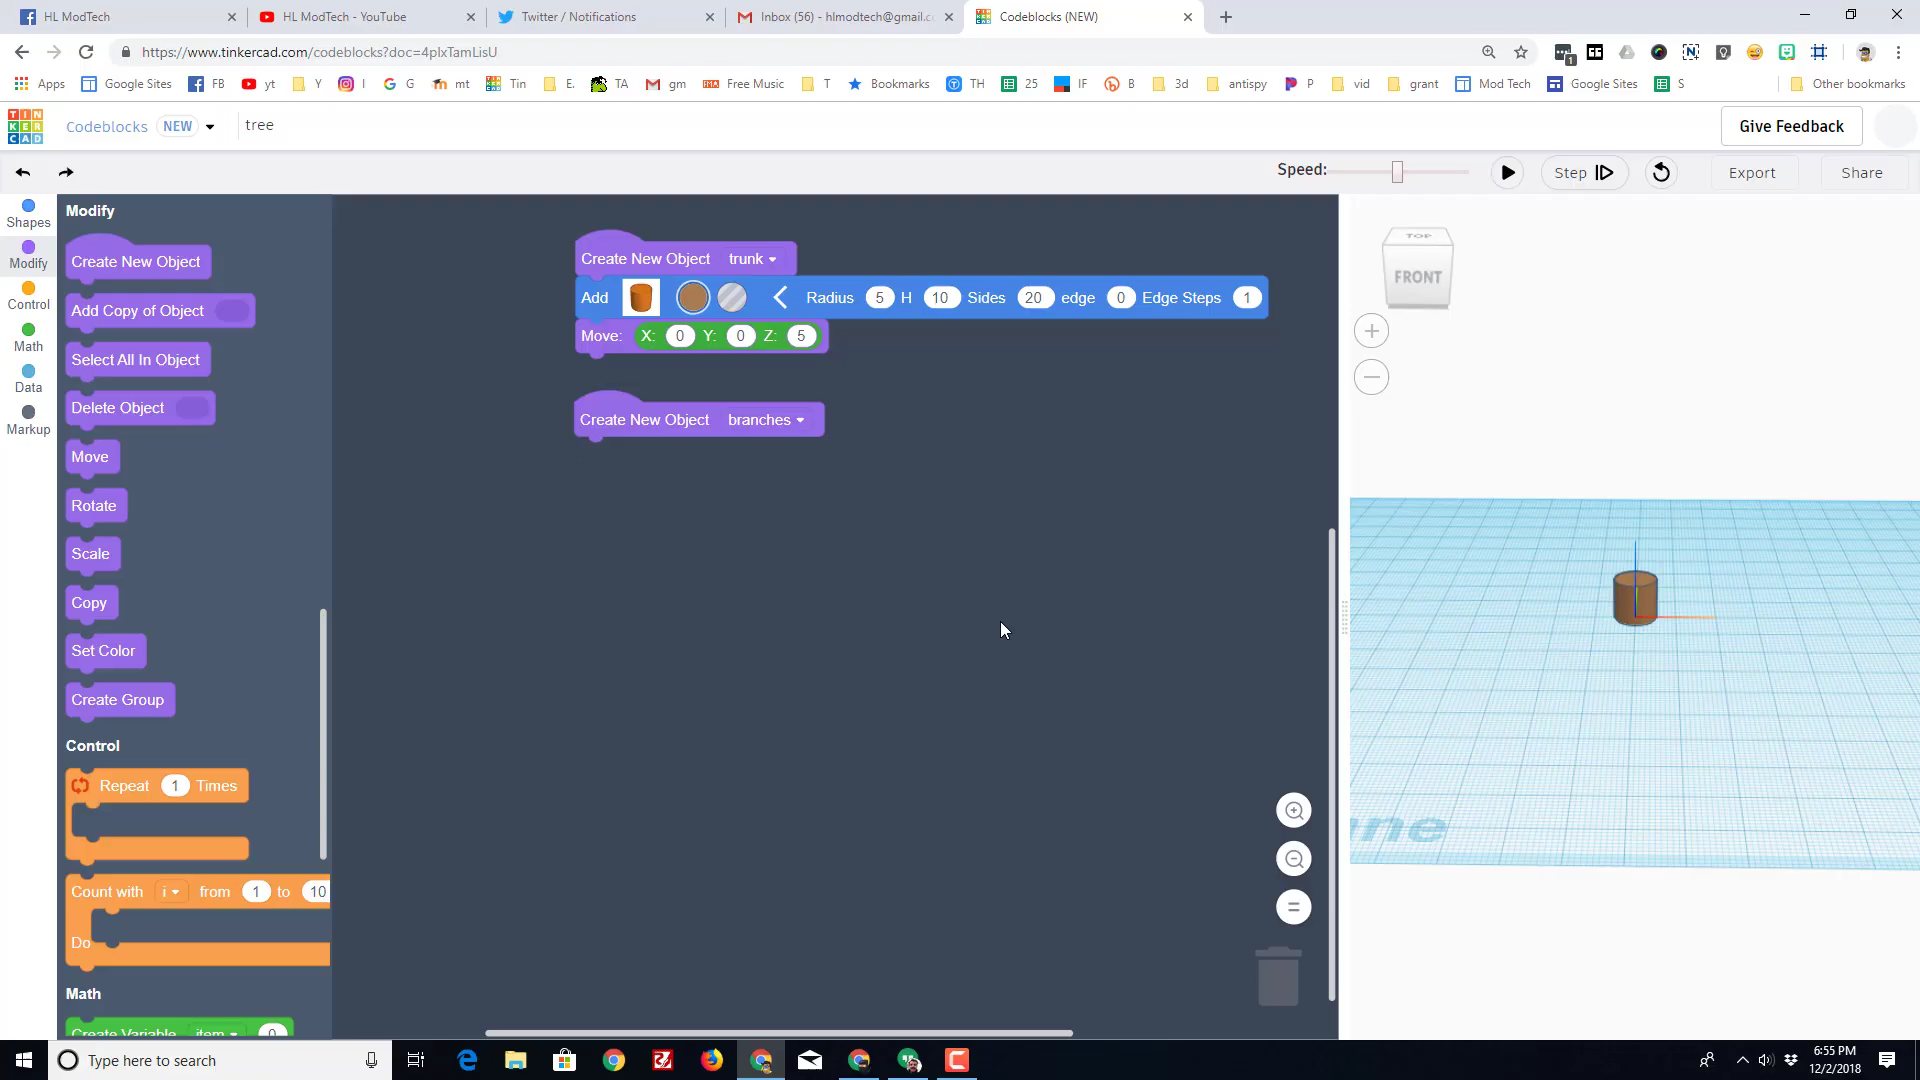 HL ModTech
HL ModTech - YouTube
Twitter / Notifications
Inbox (56) - hlmodtech@gmail.c
Codeblocks (NEW)
https://www.tinkercad.com/codeblocks?doc=4plxTamLisU
1
Apps
Google Sites
FB
yt
Y
I
G
mt
Tin
E.
TA
gm
Free Music
T
Bookmarks
TH
25
IF
B
3d
antispy
P
vid
grant
Mod Tech
Google Sites
S
Other bookmarks
TIN
KER
CAD
Codeblocks
NEW
tree
Give Feedback
Speed:
Step
Export
Share
Shapes
Modify
Control
Math
Data
Markup
Modify
Create New Object
Add Copy of Object
Select All In Object
Delete Object
Move
Rotate
Scale
Copy
Set Color
Create Group
Control
Repeat 1 Times
Count with i from 1 to 10
Do
Math
Create Variable item 0
Create New Object trunk
Add Radius 5 H 10 Sides 20 edge 0 Edge Steps 1
Move: X: 0 Y: 0 Z: 5
Create New Object branches
TOP
FRONT
ne
Type here to search
6:55 PM
12/2/2018